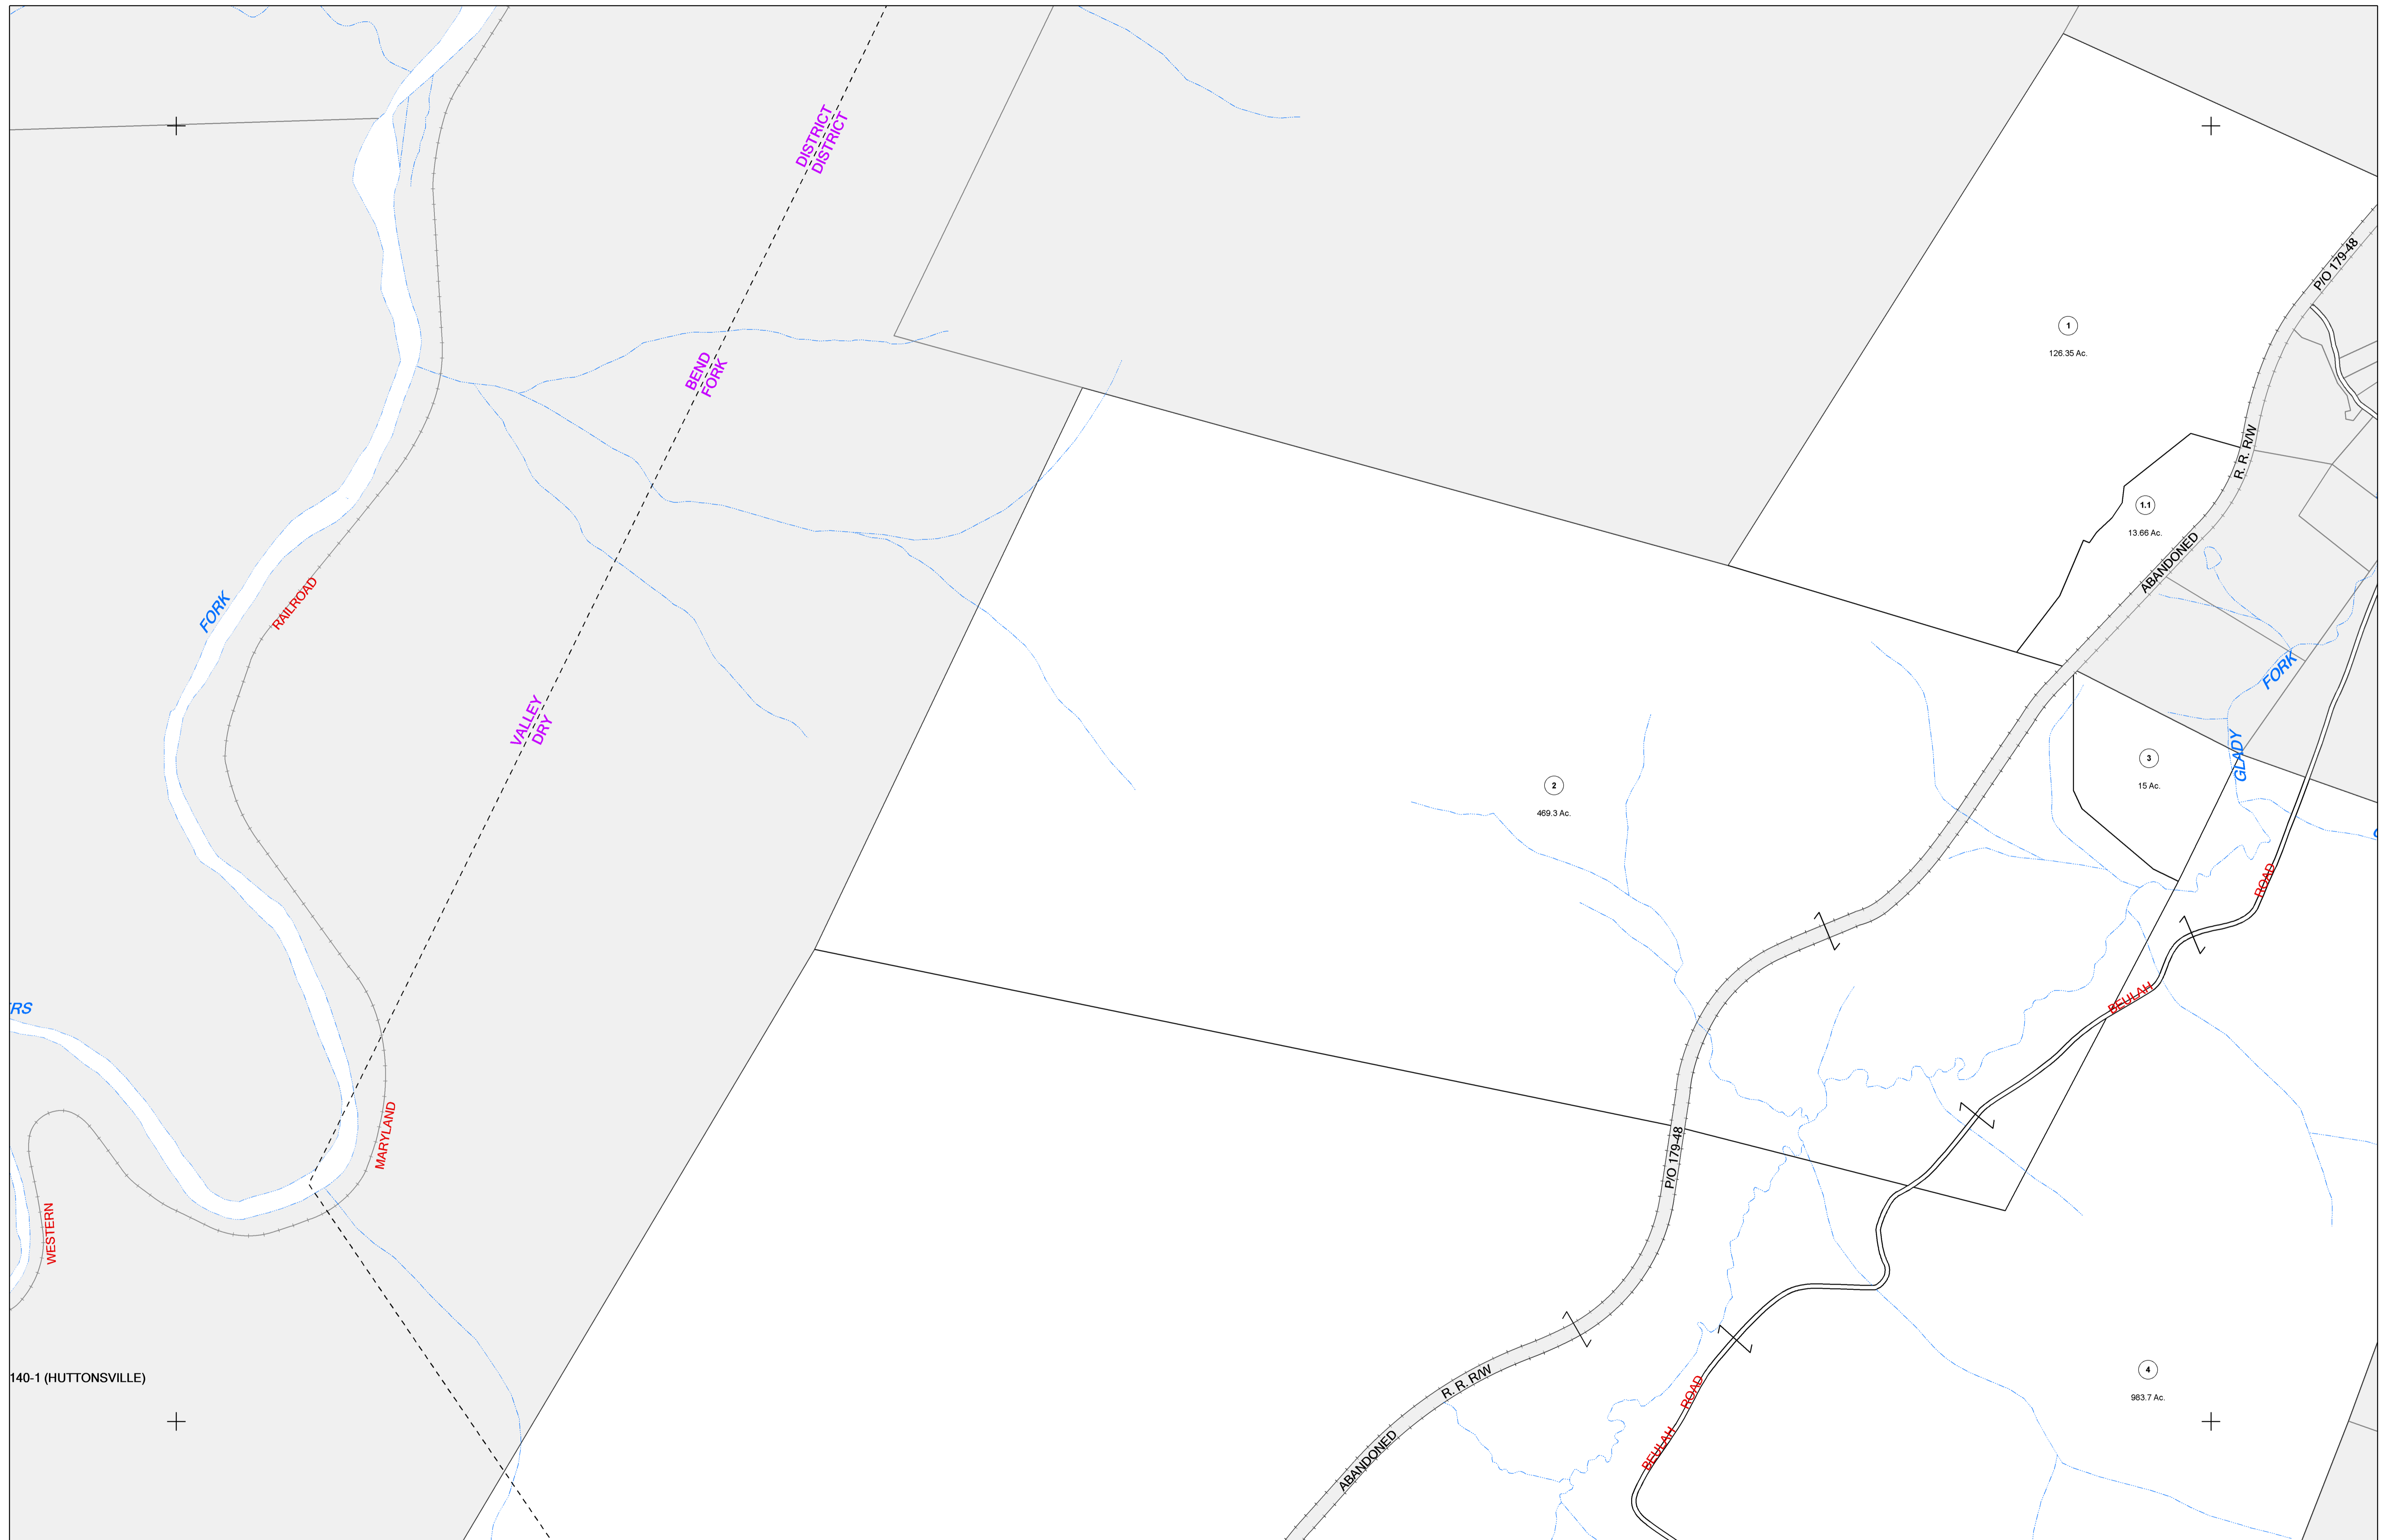 DISTRICT
DISTRICT
P/O 179-48
1
126.35 Ac.
BEND
FORK
R. R. R/W
1.1
13.66 Ac.
ABANDONED
FORK
RAILROAD
FORK
VALLEY
DRY
GLADY
3
15 Ac.
2
469.3 Ac.
ROAD
BEULAH
MARYLAND
P/O 179-48
WESTERN
140-1 (HUTTONSVILLE)
R. R. R/W
4
983.7 Ac.
ROAD
BEULAH
ABANDONED